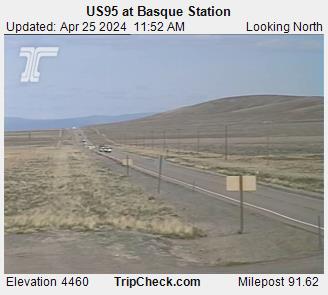 US95 at Basque Station
Updated: Apr 25 2024 11:52 AM Looking North
Elevation 4460 TripCheck.com Milepost 91.62